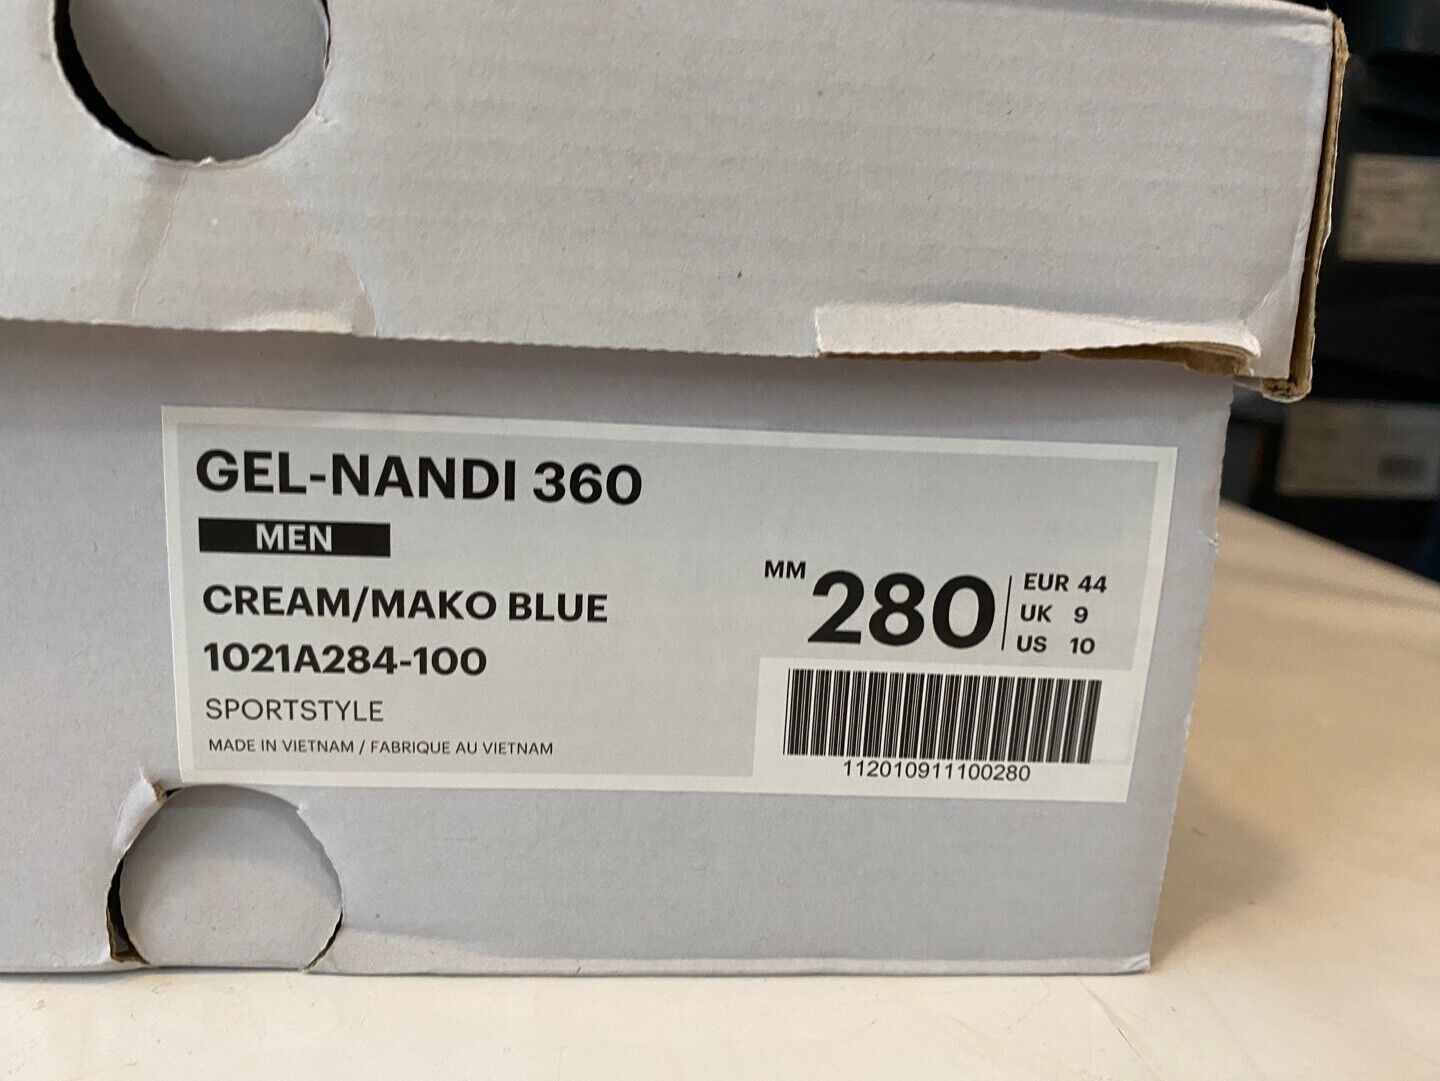 GEL-NANDI 360
MEN
CREAM/MAKO BLUE
1021A284-100
SPORTSTYLE
MADE IN VIETNAM / FABRIQUE AU VIETNAM
MM 280
EUR 44
UK 9
US 10
112010911100280